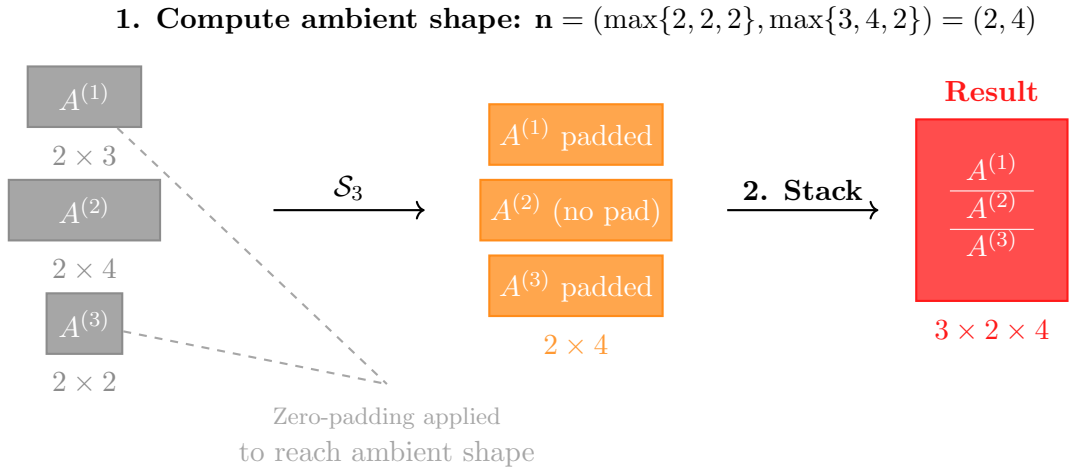 1. Compute ambient shape: n = (max{2, 2, 2}, max{3, 4, 2}) = (2, 4)
A^{(1)}
2 × 3
A^{(2)}
2 × 4
A^{(3)}
2 × 2
S_3
A^{(1)} padded
A^{(2)} (no pad)
A^{(3)} padded
2 × 4
2. Stack
Result
A^{(1)}
A^{(2)}
A^{(3)}
3 × 2 × 4
Zero-padding applied
to reach ambient shape